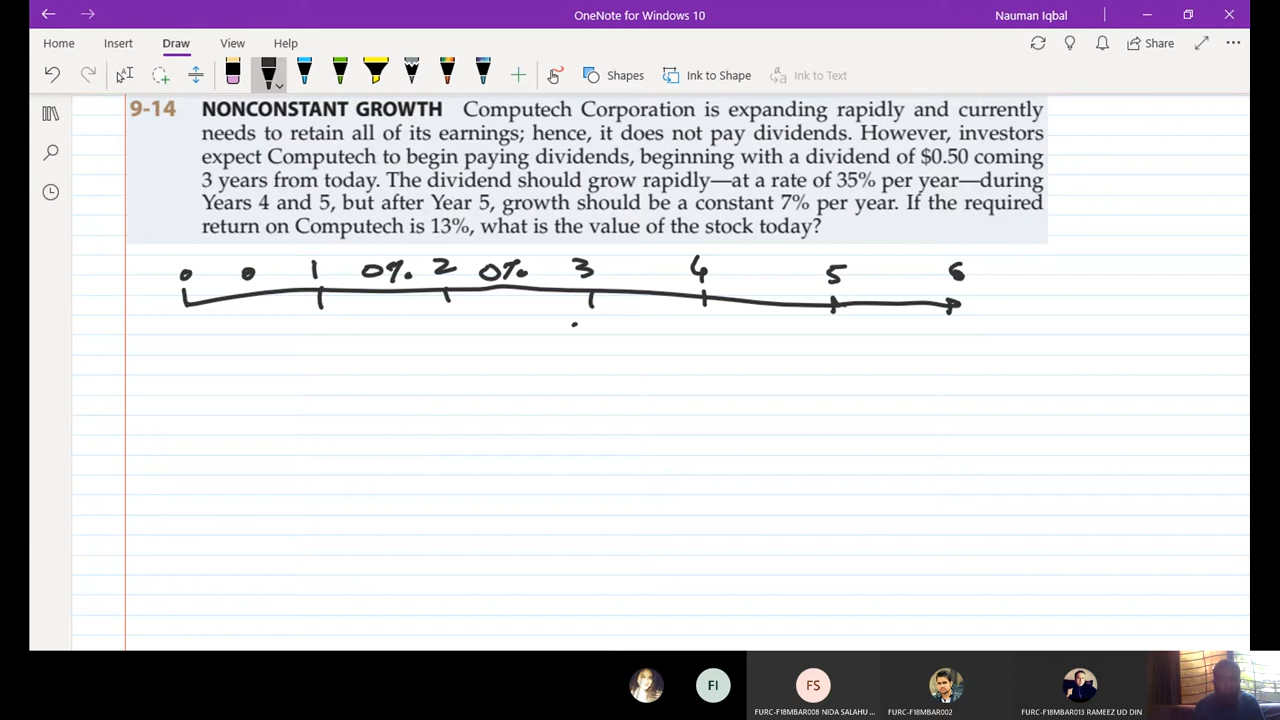 OneNote for Windows 10
Nauman Iqbal
Home Insert Draw View Help
Share
Shapes Ink to Shape Ink to Text
9-14 NONCONSTANT GROWTH Computech Corporation is expanding rapidly and currently
needs to retain all of its earnings; hence, it does not pay dividends. However, investors
expect Computech to begin paying dividends, beginning with a dividend of $0.50 coming
3 years from today. The dividend should grow rapidly—at a rate of 35% per year—during
Years 4 and 5, but after Year 5, growth should be a constant 7% per year. If the required
return on Computech is 13%, what is the value of the stock today?
0 0 1 0% 2 0% 3 4 5 6
FI FS
FURC-F18MBAR008 NIDA SALAHU ... FURC-F18MBAR002 FURC-F18MBAR013 RAMEEZ UD DIN